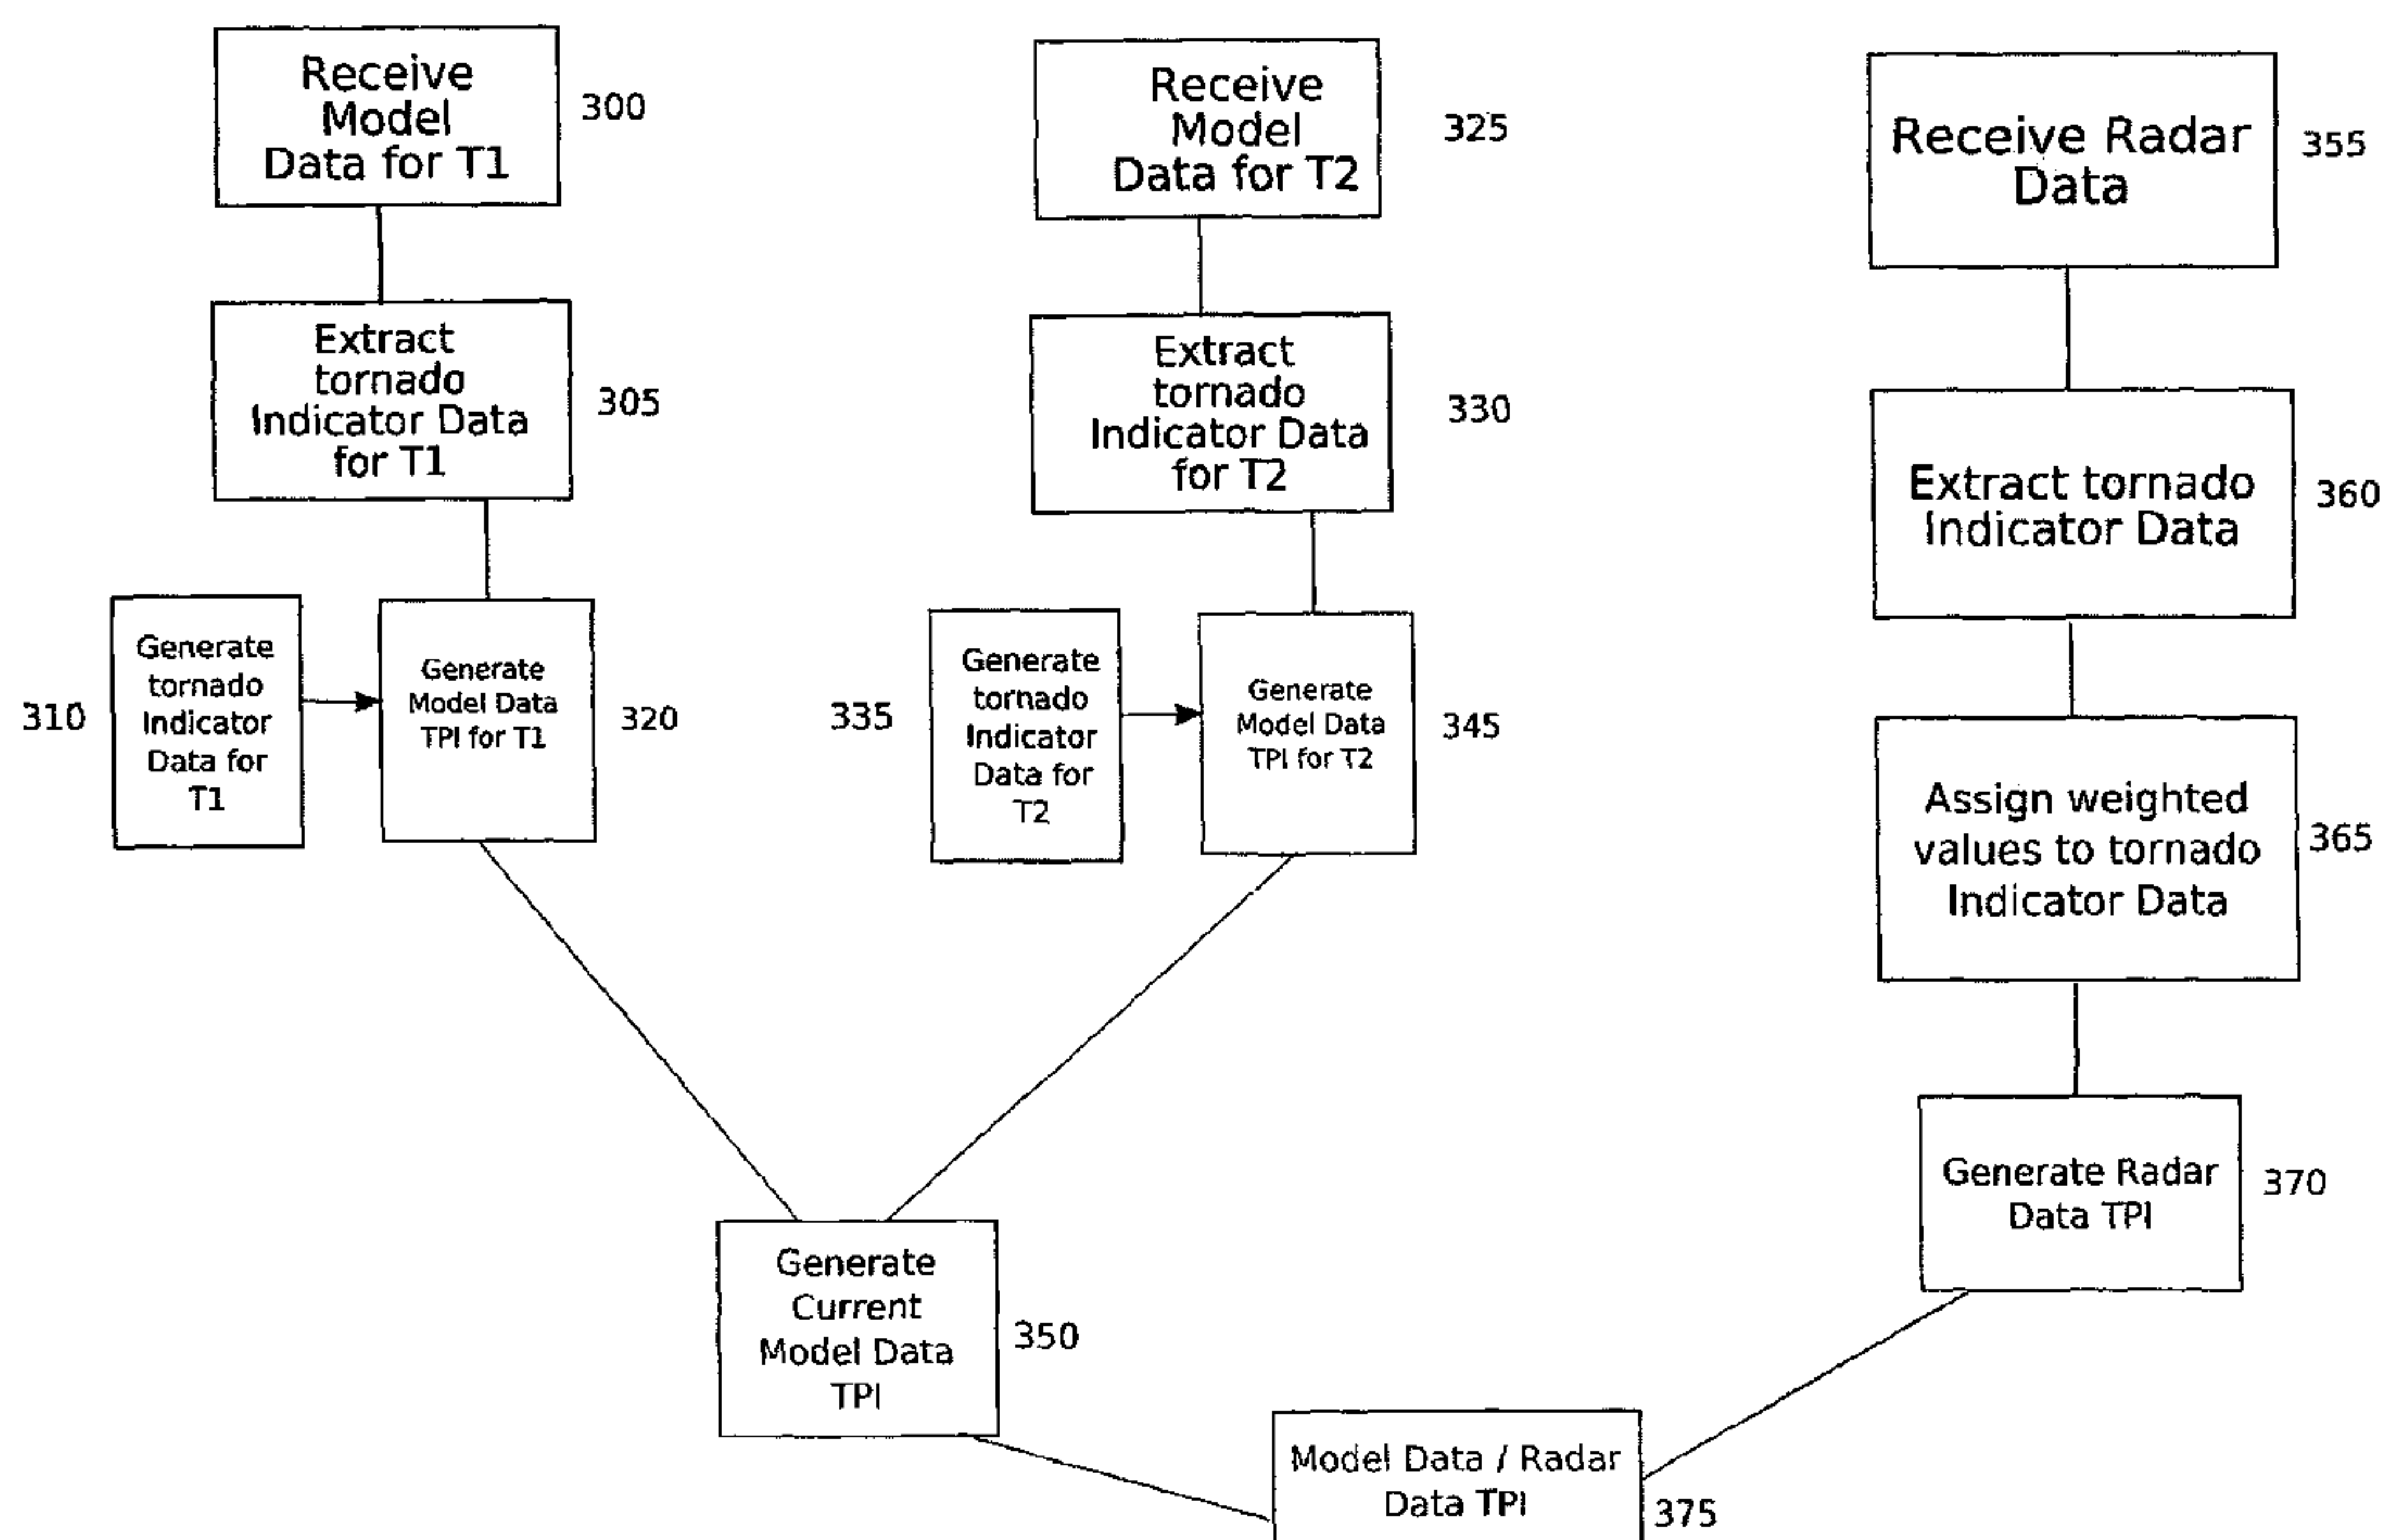 Receive
Model
Data for T1
300
Receive
Model
Data for T2
325
Receive Radar
Data
355
Extract
tornado
Indicator Data
for T1
305
Extract
tornado
Indicator Data
for T2
330
Extract tornado
Indicator Data
360
310
Generate
tornado
Indicator
Data for
T1
Generate
Model Data
TPI for T1
320
335
Generate
tornado
Indicator
Data for
T2
Generate
Model Data
TPI for T2
345
Assign weighted
values to tornado
Indicator Data
365
Generate Radar
Data TPI
370
Generate
Current
Model Data
TPI
350
Model Data / Radar
Data TPI
375